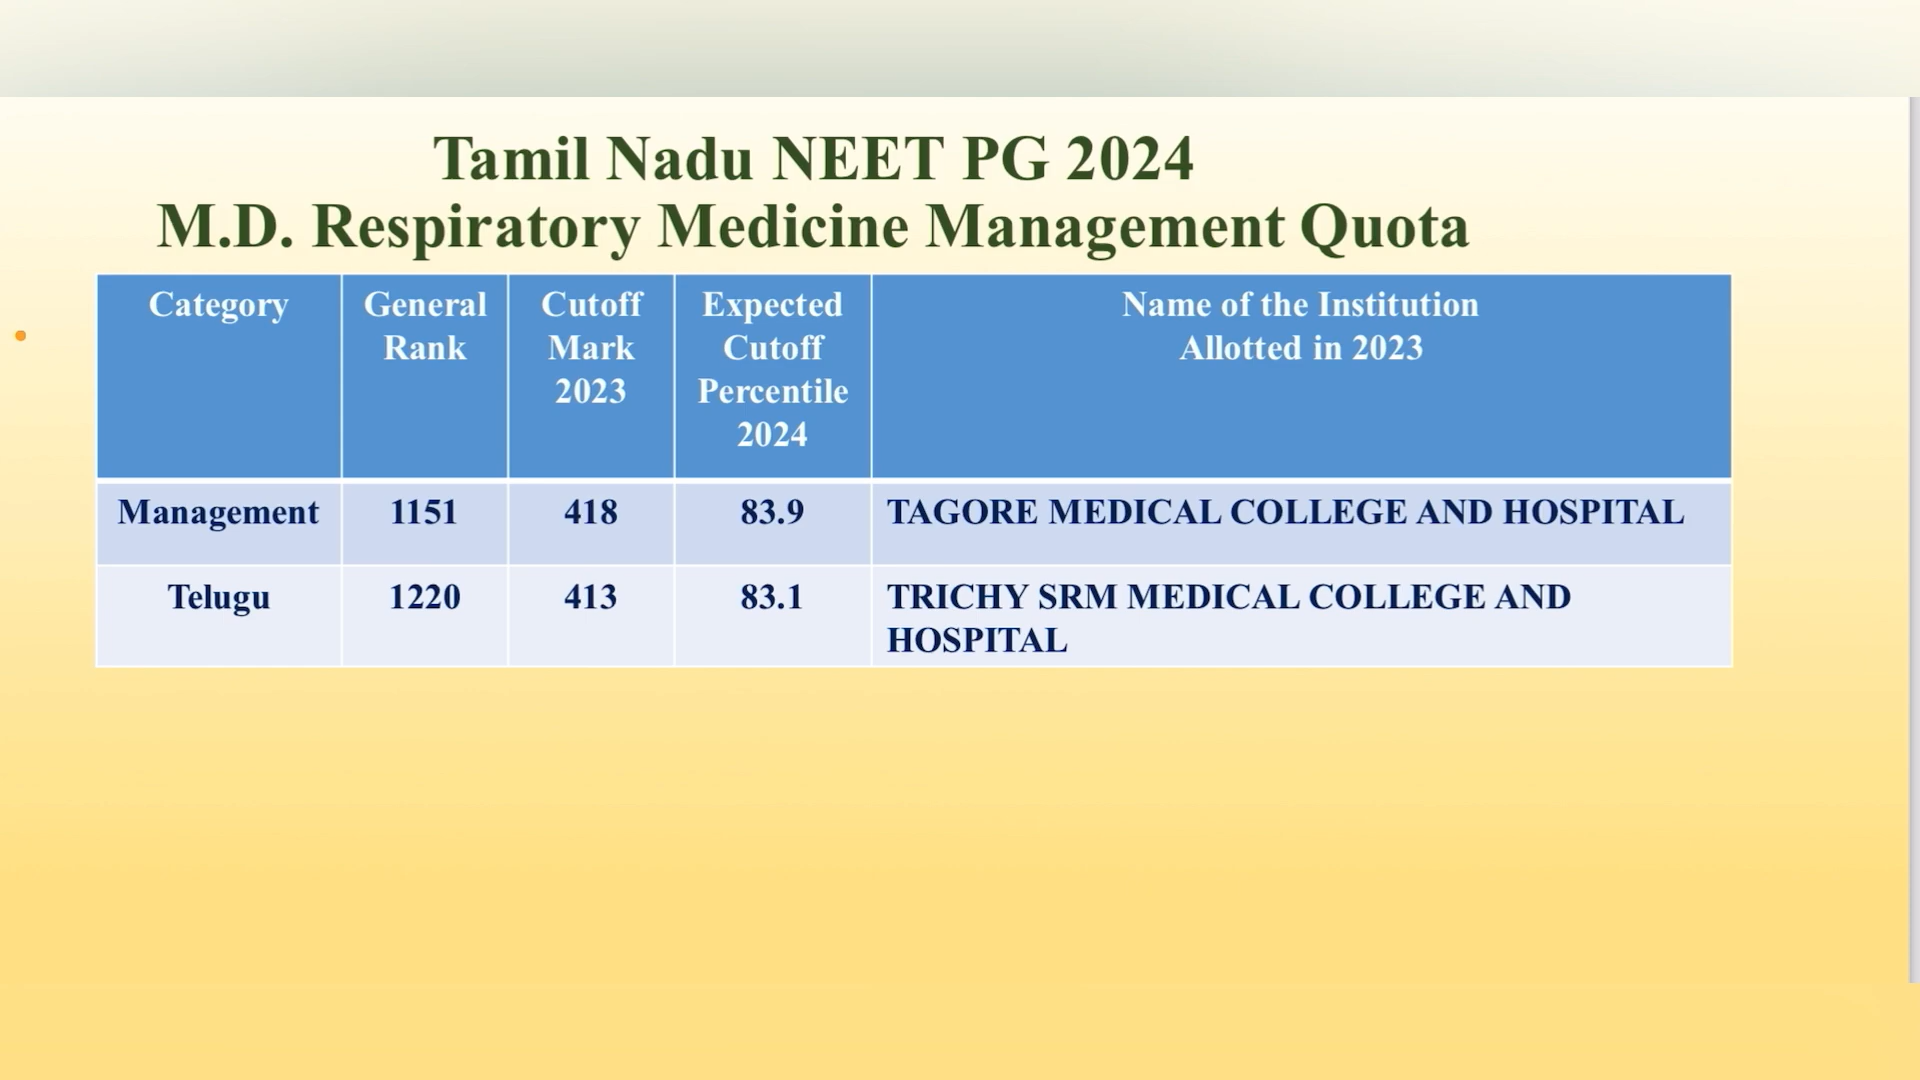 Tamil Nadu NEET PG 2024
M.D. Respiratory Medicine Management Quota
Category
General
Rank
Cutoff
Mark
2023
Expected
Cutoff
Percentile
2024
Name of the Institution
Allotted in 2023
Management
1151
418
83.9
TAGORE MEDICAL COLLEGE AND HOSPITAL
Telugu
1220
413
83.1
TRICHY SRM MEDICAL COLLEGE AND
HOSPITAL